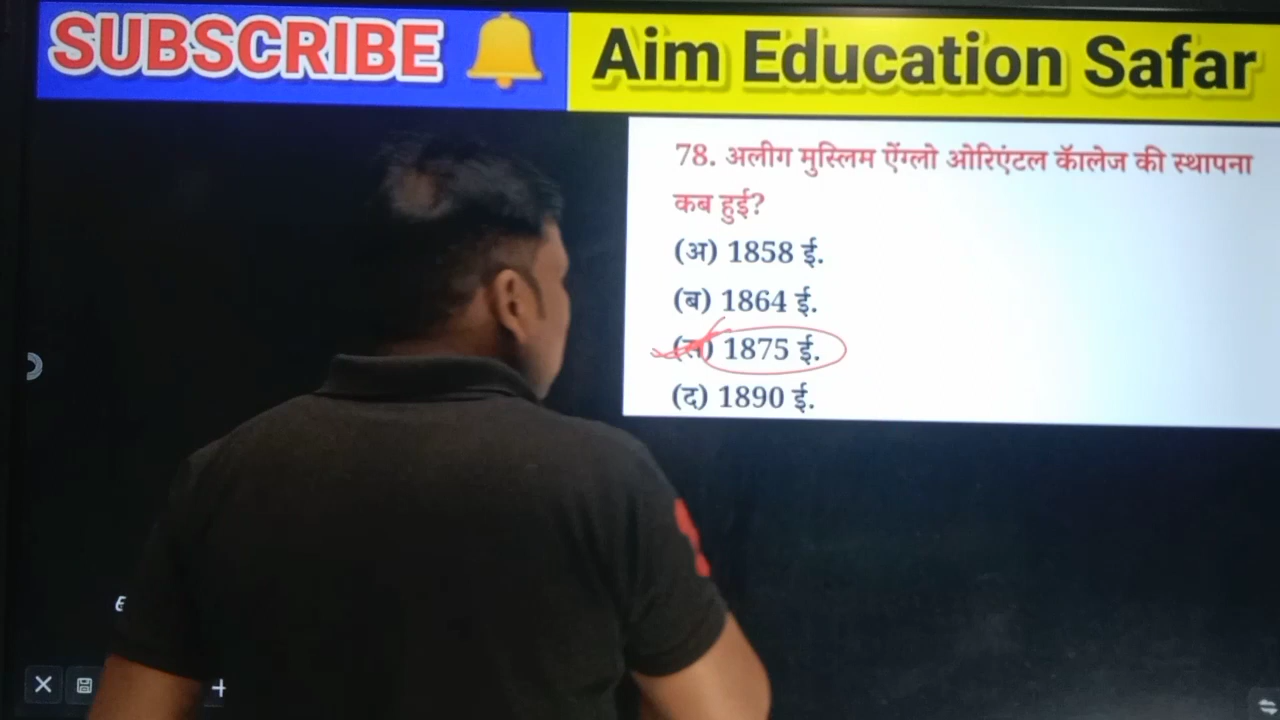 SUBSCRIBE
Aim Education Safar
78. अलीग मुस्लिम ऐंग्लो ओरिएंटल कॅालेज की स्थापना
कब हुई?
(अ) 1858 ई.
(ब) 1864 ई.
(स) 1875 ई.
(द) 1890 ई.